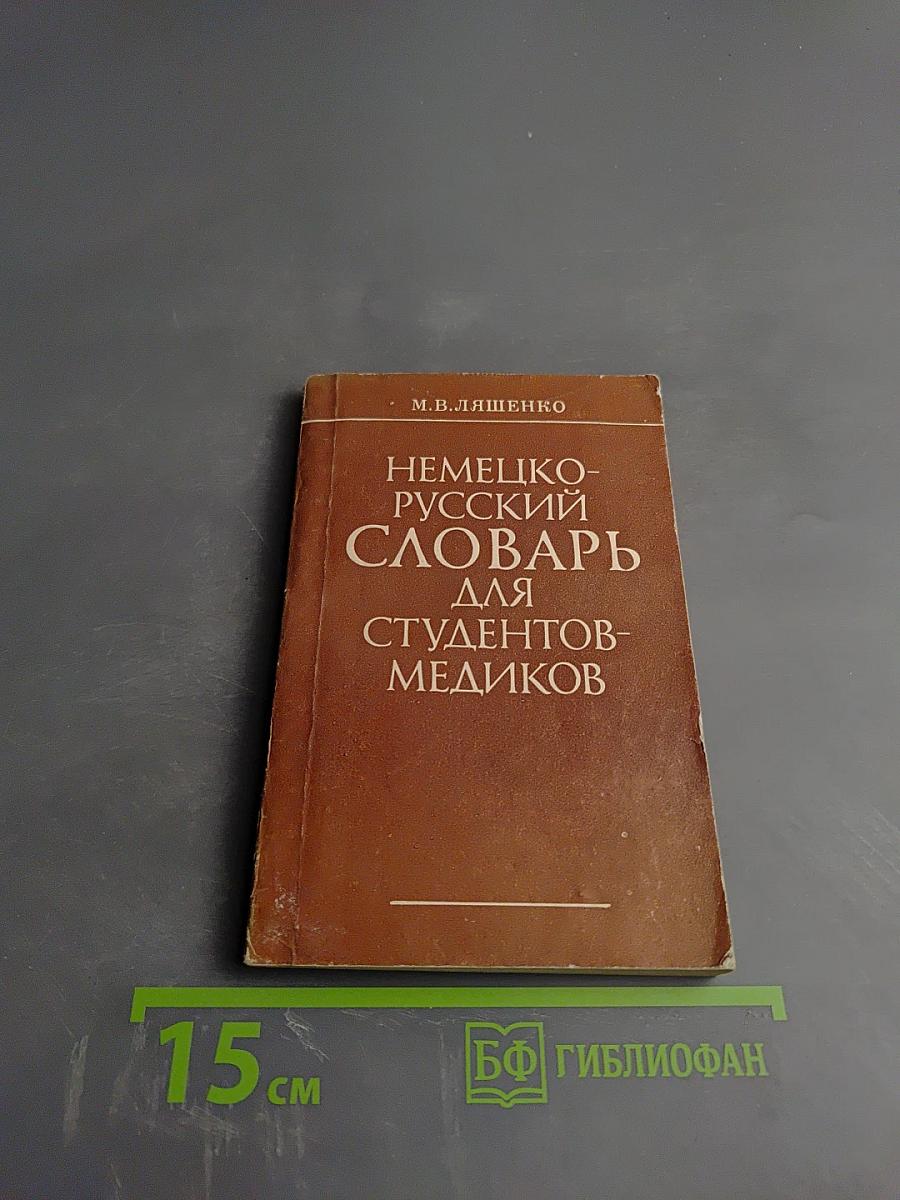 М.В.ЛЯШЕНКО
НЕМЕЦКО-
РУССКИЙ
СЛОВАРЬ
ДЛЯ
СТУДЕНТОВ-
МЕДИКОВ
15 см
БФ ГИБЛИОФАН